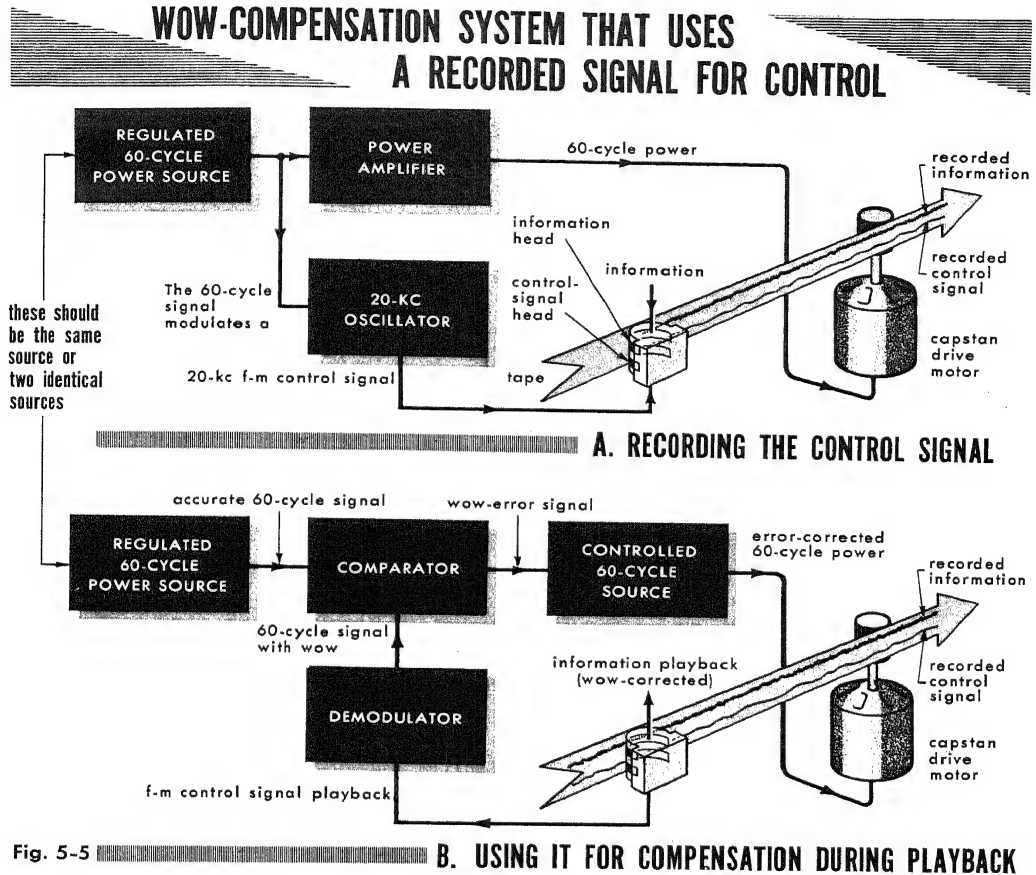 WOW-COMPENSATION SYSTEM THAT USES
A RECORDED SIGNAL FOR CONTROL
REGULATED
60-CYCLE
POWER SOURCE
POWER
AMPLIFIER
60-cycle power
recorded
information
information
head
information
control-
signal
head
recorded
control
signal
The 60-cycle
signal
modulates a
20-KC
OSCILLATOR
these should
be the same
source or
two identical
sources
capstan
drive
motor
20-kc f-m control signal
tape
A. RECORDING THE CONTROL SIGNAL
accurate 60-cycle signal
wow-error signal
REGULATED
60-CYCLE
POWER SOURCE
COMPARATOR
CONTROLLED
60-CYCLE
SOURCE
error-corrected
60-cycle power
recorded
information
60-cycle signal
with wow
information playback
(wow-corrected)
recorded
control
signal
DEMODULATOR
capstan
drive
motor
f-m control signal playback
Fig. 5-5
B. USING IT FOR COMPENSATION DURING PLAYBACK